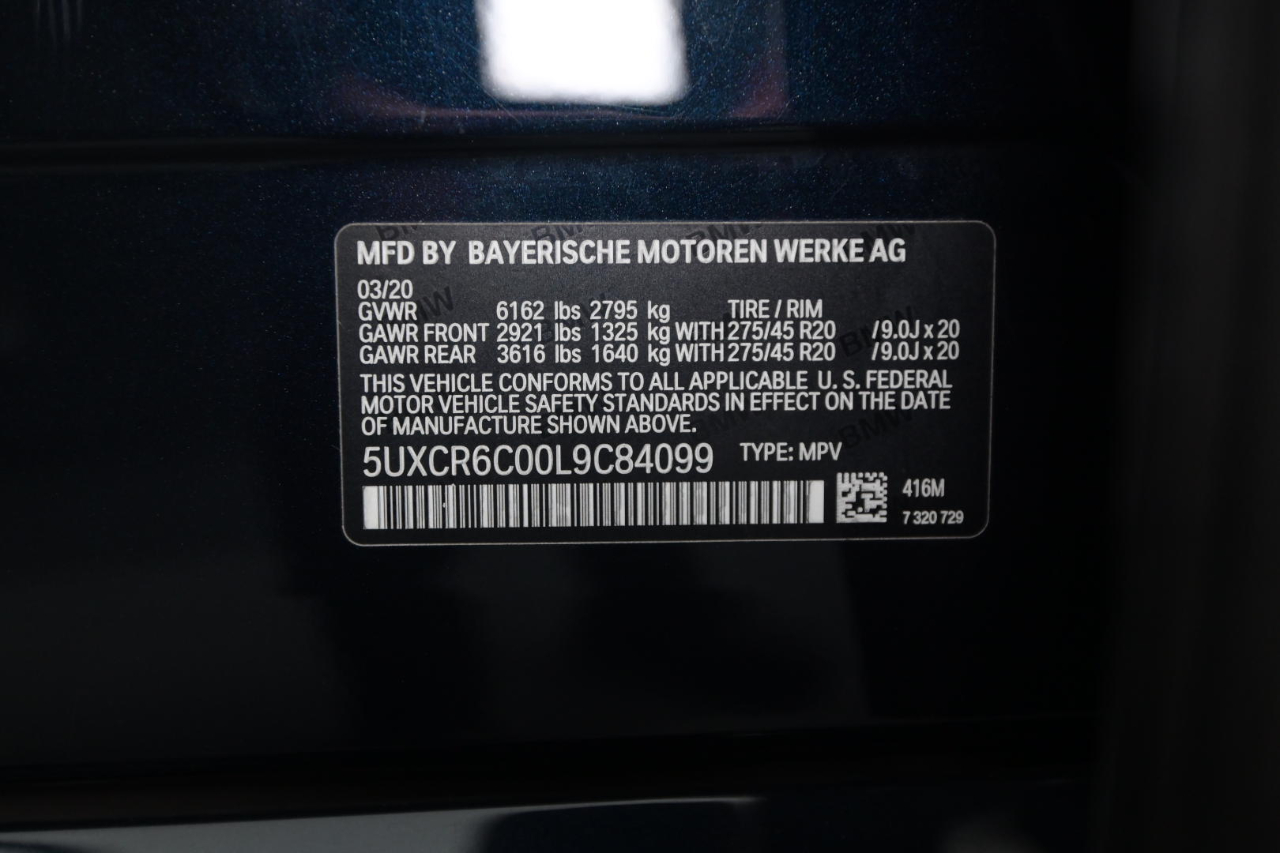 MFD BY BAYERISCHE MOTOREN WERKE AG
03/20
GVWR 6162 lbs 2795 kg TIRE / RIM
GAWR FRONT 2921 lbs 1325 kg WITH 275/45 R20 / 9.0J x 20
GAWR REAR 3616 lbs 1640 kg WITH 275/45 R20 / 9.0J x 20
THIS VEHICLE CONFORMS TO ALL APPLICABLE U. S. FEDERAL
MOTOR VEHICLE SAFETY STANDARDS IN EFFECT ON THE DATE
OF MANUFACTURE SHOWN ABOVE.
5UXCR6C00L9C84099 TYPE: MPV
416M
7 320 729